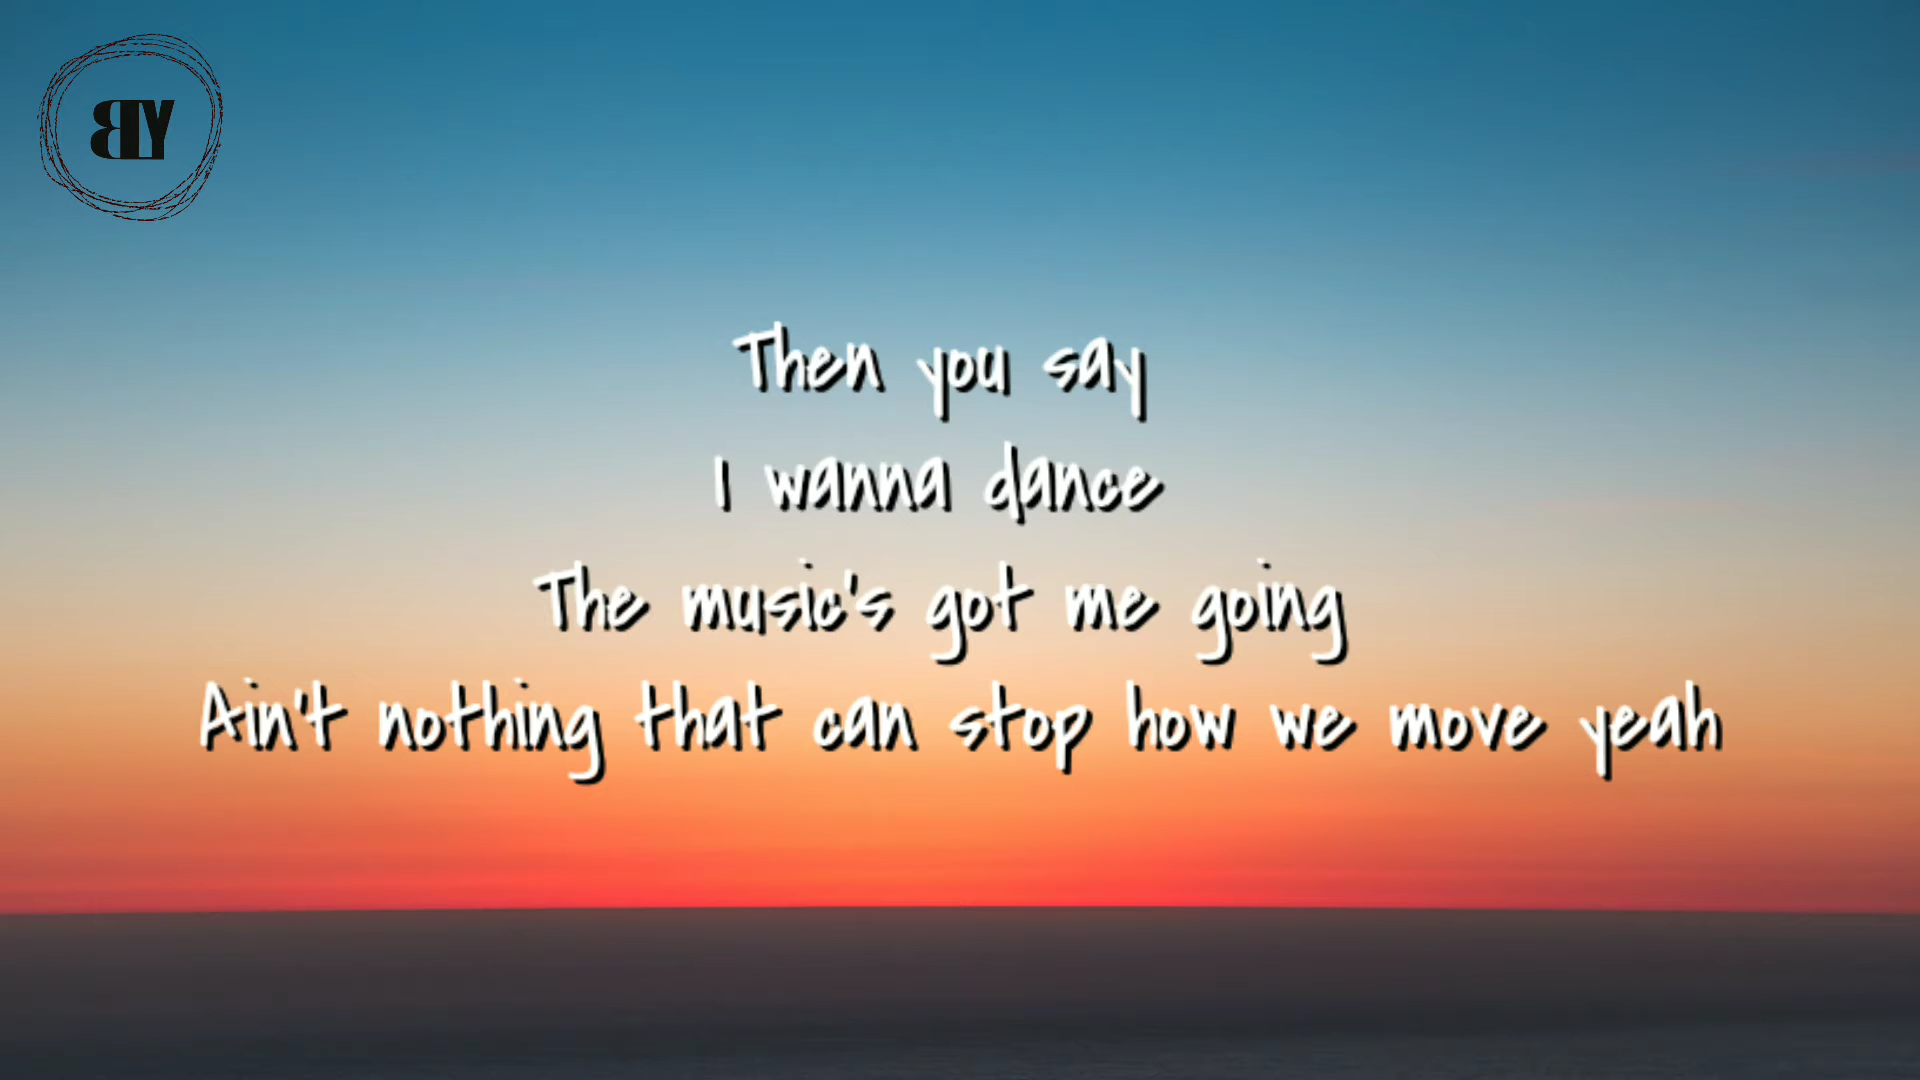 BY
Then you say
I wanna dance
The music's got me going
Ain't nothing that can stop how we move yeah